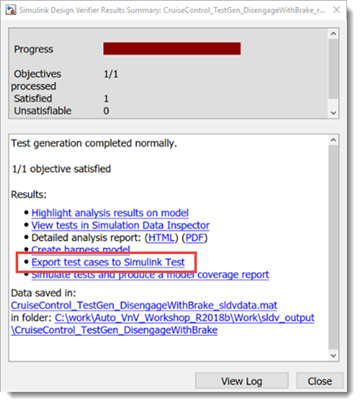 Simulink Design Verifier Results Summary: CruiseControl_TestGen_DisengageWithBrake_r...
Progress
Objectives 1/1
processed
Satisfied 1
Unsatisfiable 0
Test generation completed normally.
1/1 objective satisfied
Results:
• Highlight analysis results on model
• View tests in Simulation Data Inspector
• Detailed analysis report: (HTML) (PDF)
• Create harness model
• Export test cases to Simulink Test
• Simulate tests and produce a model coverage report
Data saved in:
CruiseControl_TestGen_DisengageWithBrake_sldvdata.mat
in folder: C:\work\Auto_VnV_Workshop_R2018b\Work\sldv_output
\CruiseControl_TestGen_DisengageWithBrake
View Log Close